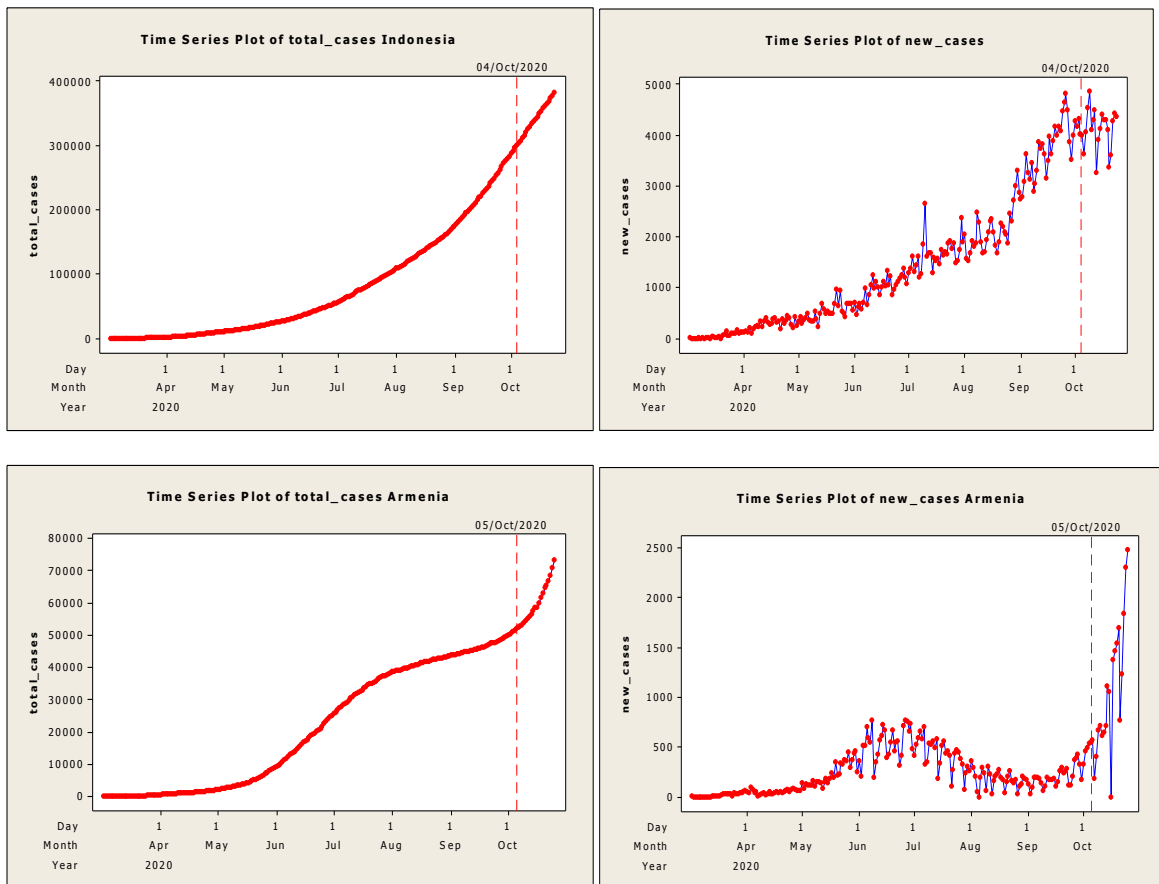 Time Series Plot of total_cases Indonesia
04/Oct/2020
400000
300000
200000
100000
0
total_cases
Day 1 1 1 1 1 1 1
Month Apr May Jun Jul Aug Sep Oct
Year 2020
Time Series Plot of new_cases
04/Oct/2020
5000
4000
3000
2000
1000
0
new_cases
Day 1 1 1 1 1 1 1
Month Apr May Jun Jul Aug Sep Oct
Year 2020
Time Series Plot of total_cases Armenia
05/Oct/2020
80000
70000
60000
50000
40000
30000
20000
10000
0
total_cases
Day 1 1 1 1 1 1 1
Month Apr May Jun Jul Aug Sep Oct
Year 2020
Time Series Plot of new_cases Armenia
05/Oct/2020
2500
2000
1500
1000
500
0
new_cases
Day 1 1 1 1 1 1 1
Month Apr May Jun Jul Aug Sep Oct
Year 2020